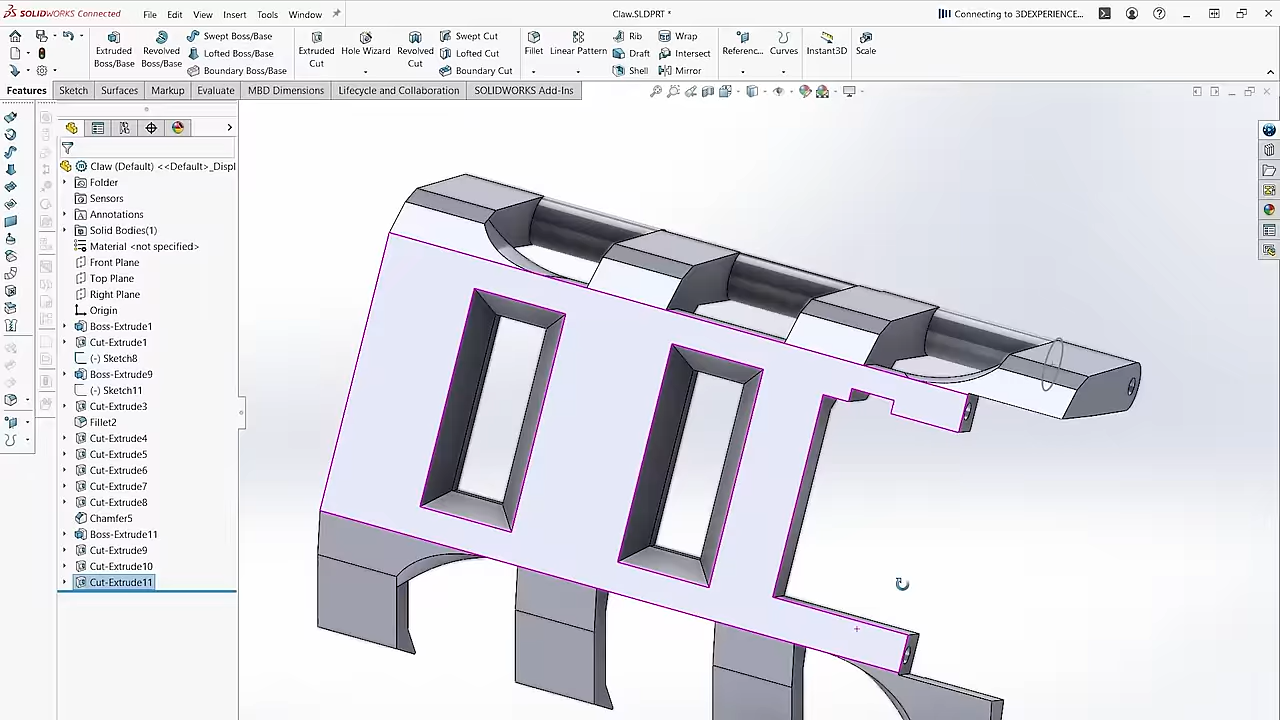 SOLIDWORKS Connected
File Edit View Insert Tools Window
Claw.SLDPRT *
Connecting to 3DEXPERIENCE...
Extruded Boss/Base
Revolved Boss/Base
Swept Boss/Base
Lofted Boss/Base
Boundary Boss/Base
Extruded Cut
Hole Wizard
Revolved Cut
Swept Cut
Lofted Cut
Boundary Cut
Fillet
Linear Pattern
Rib
Draft
Shell
Wrap
Intersect
Mirror
Referenc...
Curves
Instant3D
Scale
Features Sketch Surfaces Markup Evaluate MBD Dimensions Lifecycle and Collaboration SOLIDWORKS Add-Ins
Claw (Default) <<Default>_Displ
Folder
Sensors
Annotations
Solid Bodies(1)
Material <not specified>
Front Plane
Top Plane
Right Plane
Origin
Boss-Extrude1
Cut-Extrude1
(-) Sketch8
Boss-Extrude9
(-) Sketch11
Cut-Extrude3
Fillet2
Cut-Extrude4
Cut-Extrude5
Cut-Extrude6
Cut-Extrude7
Cut-Extrude8
Chamfer5
Boss-Extrude11
Cut-Extrude9
Cut-Extrude10
Cut-Extrude11